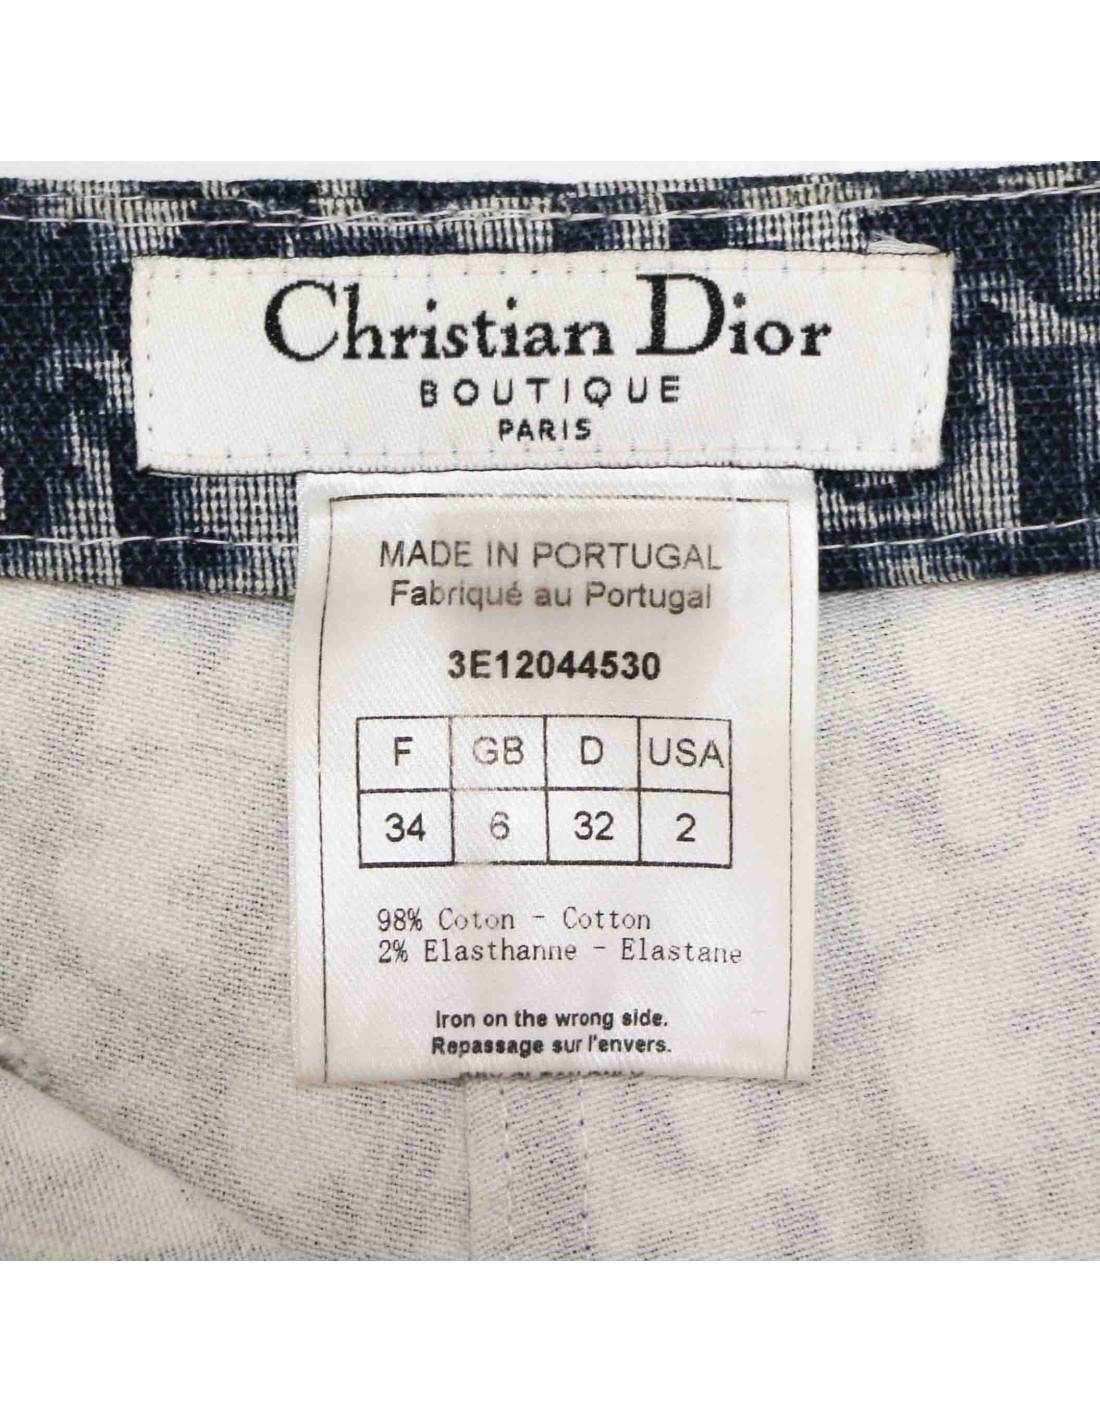 Christian Dior
BOUTIQUE
PARIS
MADE IN PORTUGAL
Fabriqué au Portugal
3E12044530
F GB D USA
34 6 32 2
98% Coton - Cotton
2% Elasthanne - Elastane
Iron on the wrong side.
Repassage sur l'envers.